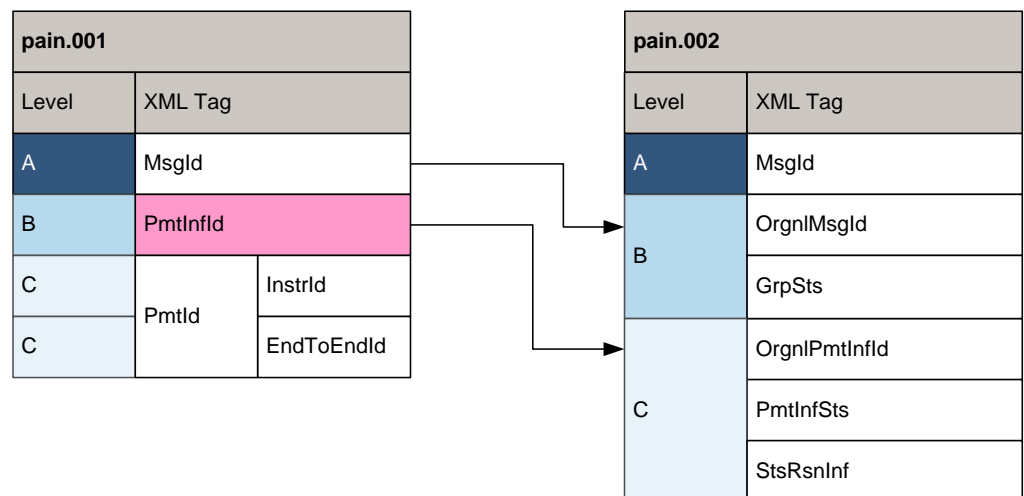 pain.001
Level XML Tag
A MsgId
B PmtInfId
C PmtId InstrId
C EndToEndId
pain.002
Level XML Tag
A MsgId
B OrgnlMsgId
GrpSts
C OrgnlPmtInfId
PmtInfSts
StsRsnInf